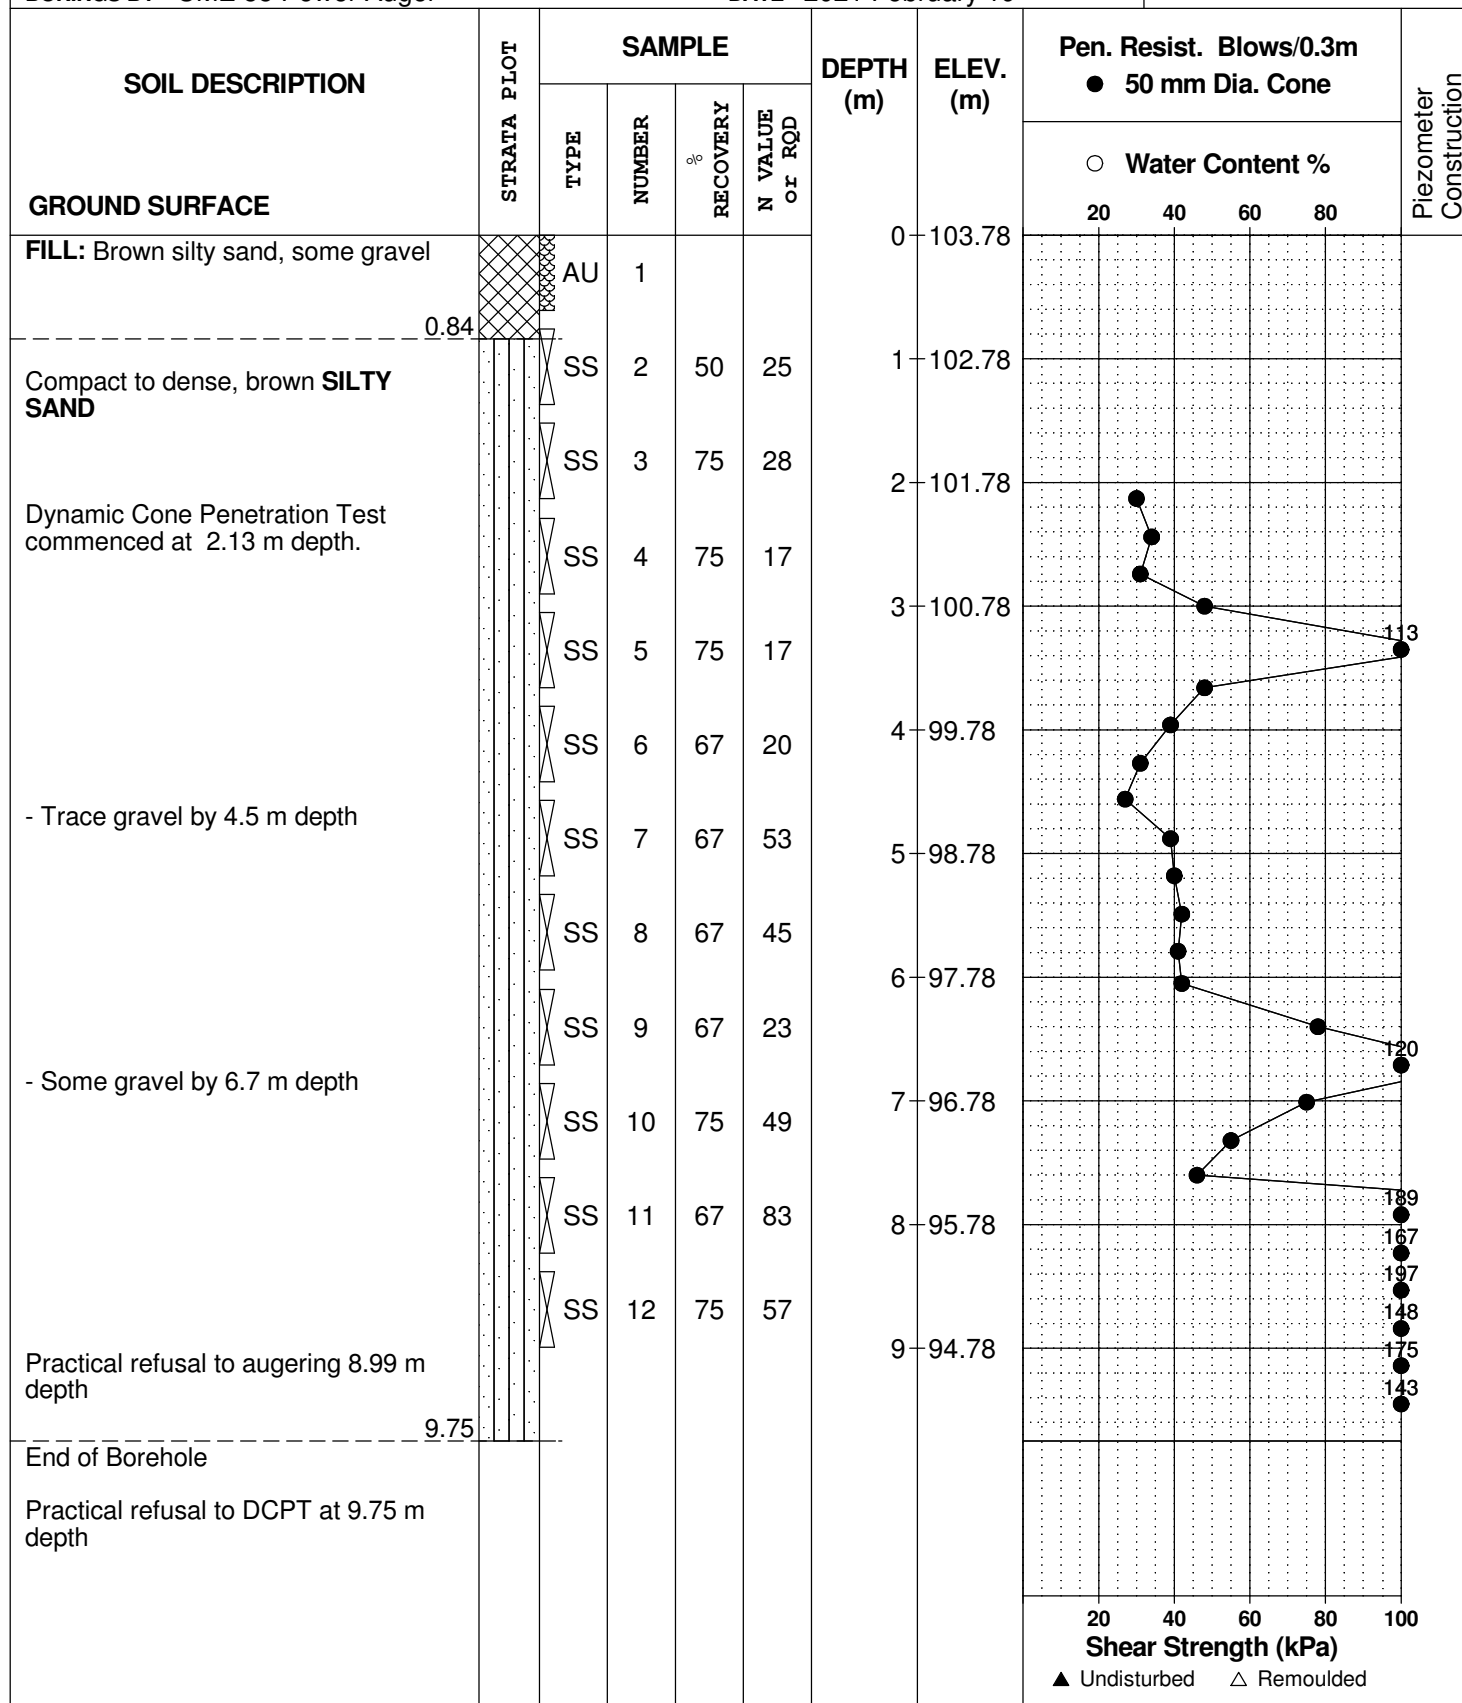 SOIL DESCRIPTION
GROUND SURFACE
STRATA PLOT
SAMPLE
TYPE
NUMBER
% RECOVERY
N VALUE or RQD
DEPTH (m)
ELEV. (m)
Pen. Resist. Blows/0.3m
● 50 mm Dia. Cone
○ Water Content %
20 40 60 80
Piezometer Construction
0 103.78
FILL: Brown silty sand, some gravel
AU 1
0.84
1 102.78
SS 2 50 25
Compact to dense, brown SILTY
SAND
SS 3 75 28
2 101.78
Dynamic Cone Penetration Test
commenced at 2.13 m depth.
SS 4 75 17
3 100.78
113
SS 5 75 17
4 99.78
SS 6 67 20
- Trace gravel by 4.5 m depth
SS 7 67 53
5 98.78
SS 8 67 45
6 97.78
SS 9 67 23
120
- Some gravel by 6.7 m depth
7 96.78
SS 10 75 49
189
SS 11 67 83
8 95.78
167
197
SS 12 75 57
148
9 94.78
175
Practical refusal to augering 8.99 m
depth
143
9.75
End of Borehole
Practical refusal to DCPT at 9.75 m
depth
20 40 60 80 100
Shear Strength (kPa)
▲ Undisturbed △ Remoulded